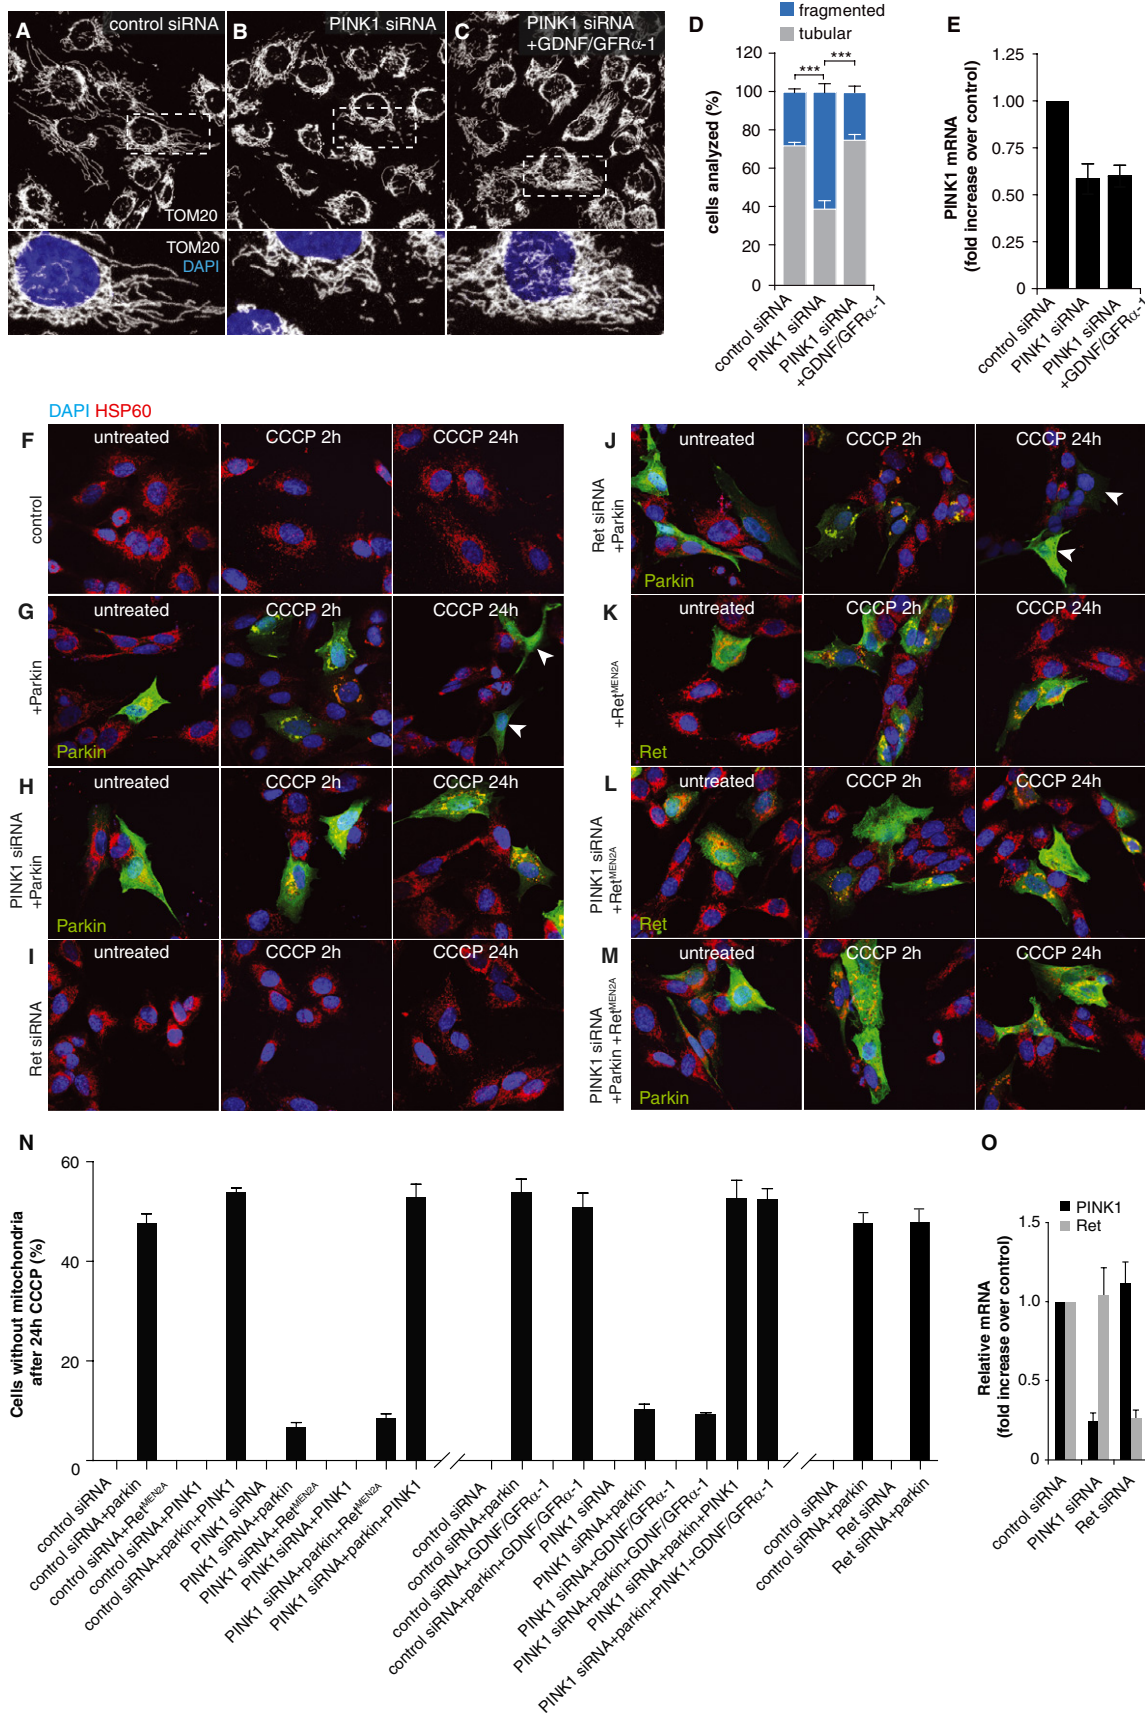 A
control siRNA
TOM20
TOM20
DAPI
B
PINK1 siRNA
C
PINK1 siRNA
+GDNF/GFRα-1
D
fragmented
tubular
cells analyzed (%)
120
100
80
60
40
20
0
***
***
control siRNA
PINK1 siRNA
PINK1 siRNA
+GDNF/GFRα-1
E
PINK1 mRNA
(fold increase over control)
1.25
1.00
0.75
0.50
0.25
0
control siRNA
PINK1 siRNA
PINK1 siRNA
+GDNF/GFRα-1
DAPI HSP60
F
control
untreated
CCCP 2h
CCCP 24h
G
+Parkin
untreated
CCCP 2h
CCCP 24h
Parkin
H
PINK1 siRNA
+Parkin
untreated
CCCP 2h
CCCP 24h
Parkin
I
Ret siRNA
untreated
CCCP 2h
CCCP 24h
J
Ret siRNA
+Parkin
untreated
CCCP 2h
CCCP 24h
Parkin
K
+Ret^MEN2A
untreated
CCCP 2h
CCCP 24h
Ret
L
PINK1 siRNA
+Ret^MEN2A
untreated
CCCP 2h
CCCP 24h
Ret
M
PINK1 siRNA
+Parkin +Ret^MEN2A
untreated
CCCP 2h
CCCP 24h
Parkin
N
Cells without mitochondria
after 24h CCCP (%)
60
40
20
0
control siRNA
control siRNA+parkin
control siRNA+Ret^MEN2A
control siRNA+PINK1
control siRNA+parkin+PINK1
PINK1 siRNA
PINK1 siRNA+parkin
PINK1 siRNA+Ret^MEN2A
PINK1siRNA+PINK1
PINK1 siRNA+parkin+Ret^MEN2A
PINK1 siRNA+parkin+PINK1
control siRNA
control siRNA+parkin
control siRNA+GDNF/GFRα-1
control siRNA+parkin+GDNF/GFRα-1
PINK1 siRNA
PINK1 siRNA+parkin
PINK1 siRNA+GDNF/GFRα-1
PINK1 siRNA+parkin+GDNF/GFRα-1
PINK1 siRNA+parkin+PINK1
PINK1 siRNA+parkin+PINK1+GDNF/GFRα-1
control siRNA
control siRNA+parkin
Ret siRNA
Ret siRNA+parkin
O
PINK1
Ret
Relative mRNA
(fold increase over control)
1.5
1.0
0.5
0
control siRNA
PINK1 siRNA
Ret siRNA